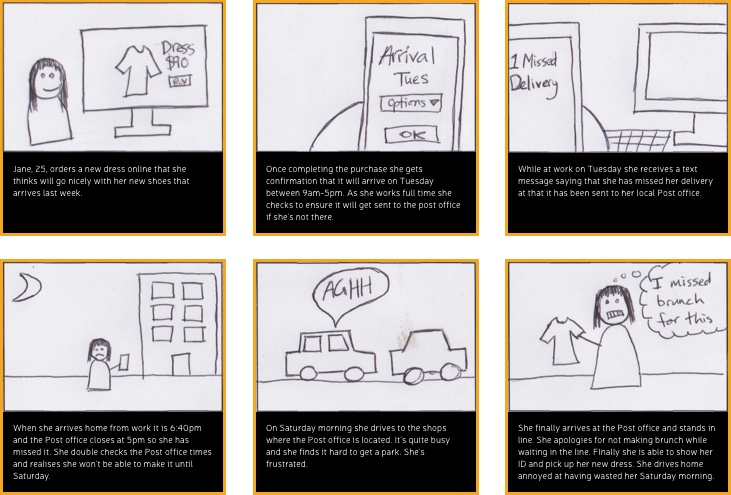 Dress
$90
Buy
Jane, 25, orders a new dress online that she
thinks will go nicely with her new shoes that
arrives last week.
Arrival
Tues
Options
OK
Once completing the purchase she gets
confirmation that it will arrive on Tuesday
between 9am-5pm. As she works full time she
checks to ensure it will get sent to the post office
if she's not there.
1 Missed
Delivery
While at work on Tuesday she receives a text
message saying that she has missed her delivery
at that it has been sent to her local Post office.
When she arrives home from work it is 6:40pm
and the Post office closes at 5pm so she has
missed it. She double checks the Post office times
and realises she won't be able to make it until
Saturday.
AGHH
On Saturday morning she drives to the shops
where the Post office is located. It's quite busy
and she finds it hard to get a park. She's
frustrated.
I missed
brunch
for this
She finally arrives at the Post office and stands in
line. She apologies for not making brunch while
waiting in the line. FInally she is able to show her
ID and pick up her new dress. She drives home
annoyed at having wasted her Saturday morning.